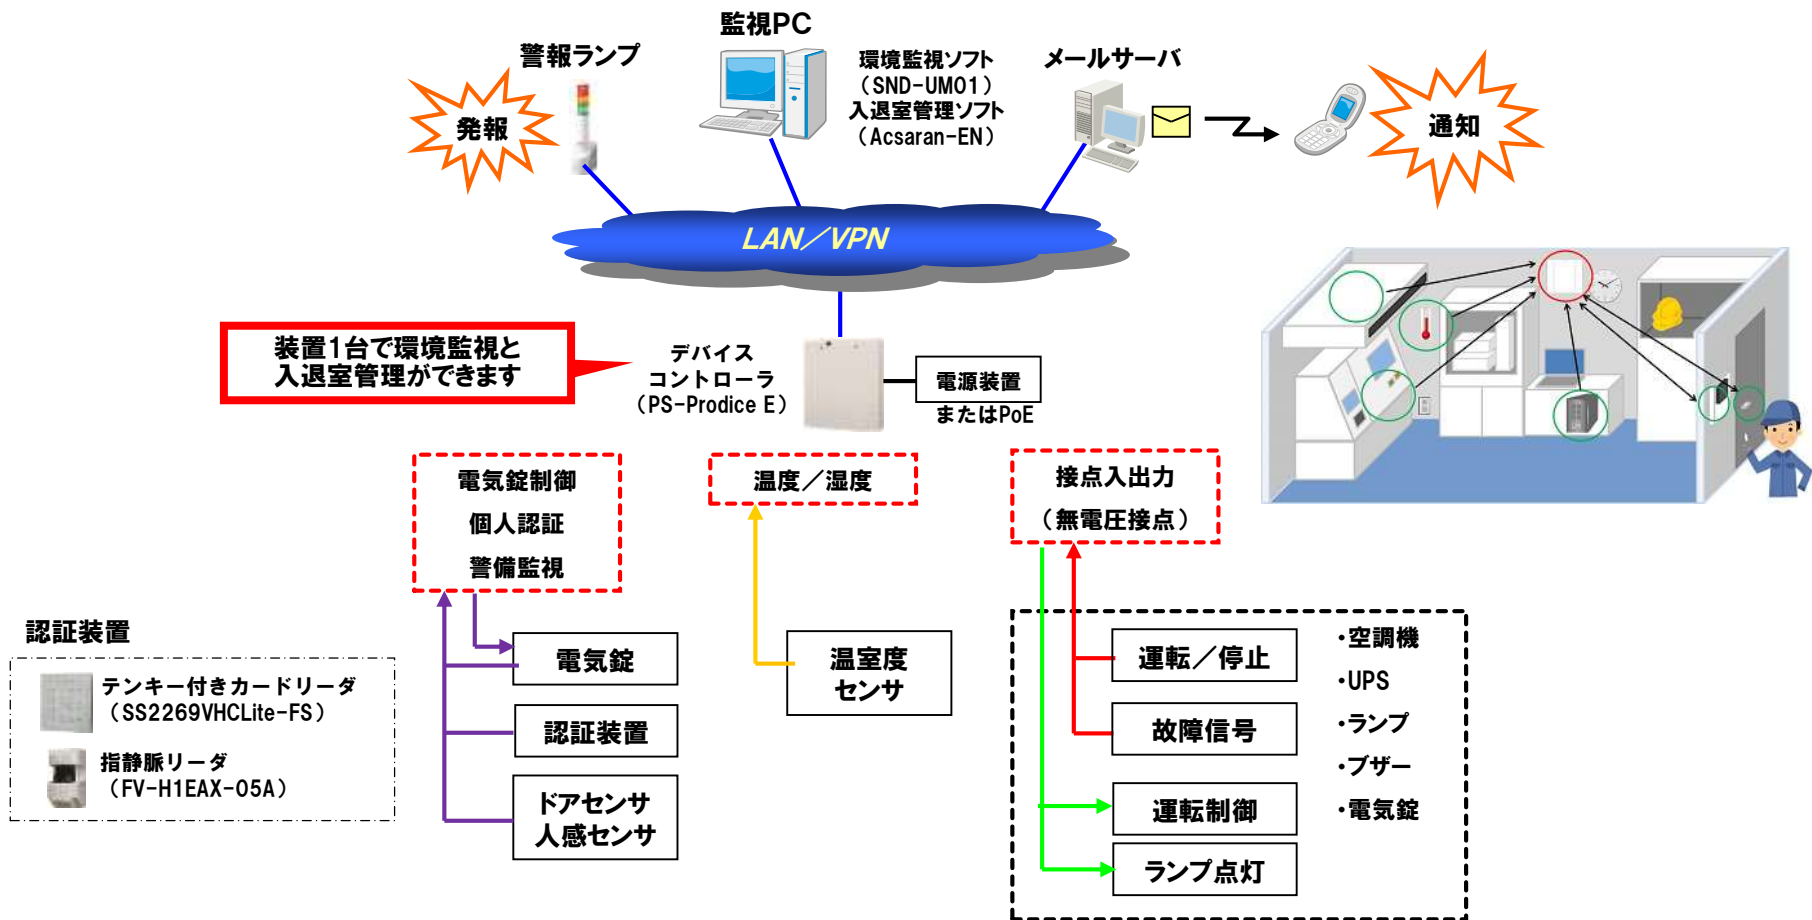 監視PC
警報ランプ
環境監視ソフト
（SND-UM01）
入退室管理ソフト
（Acsaran-EN）
メールサーバ
発報
通知
LAN／VPN
装置1台で環境監視と
入退室管理ができます
デバイス
コントローラ
（PS-Prodice E）
電源装置
またはPoE
電気錠制御
個人認証
警備監視
温度／湿度
接点入出力
（無電圧接点）
認証装置
テンキー付きカードリーダ
（SS2269VHCLite-FS）
指静脈リーダ
（FV-H1EAX-05A）
電気錠
認証装置
ドアセンサ
人感センサ
温室度
センサ
運転／停止
故障信号
運転制御
ランプ点灯
・空調機
・UPS
・ランプ
・ブザー
・電気錠